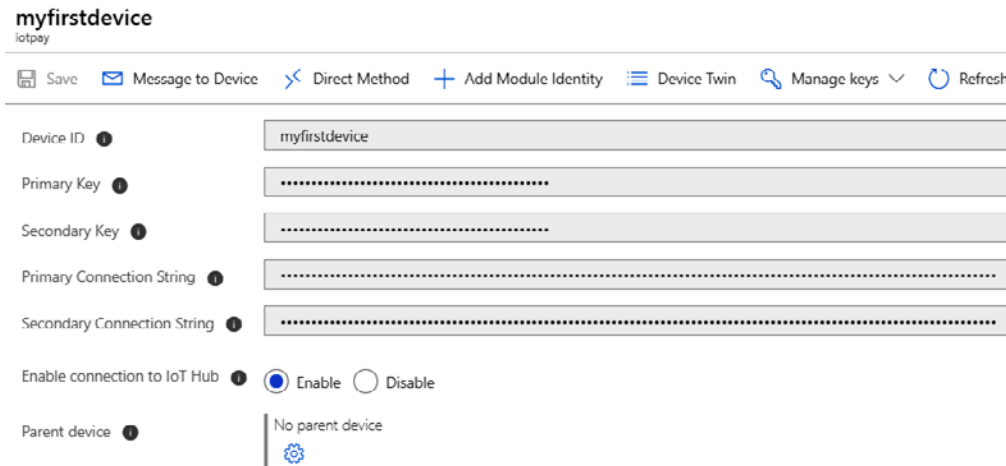 myfirstdevice
iotpay
Save Message to Device Direct Method Add Module Identity Device Twin Manage keys Refresh
Device ID myfirstdevice
Primary Key
Secondary Key
Primary Connection String
Secondary Connection String
Enable connection to IoT Hub Enable Disable
Parent device No parent device